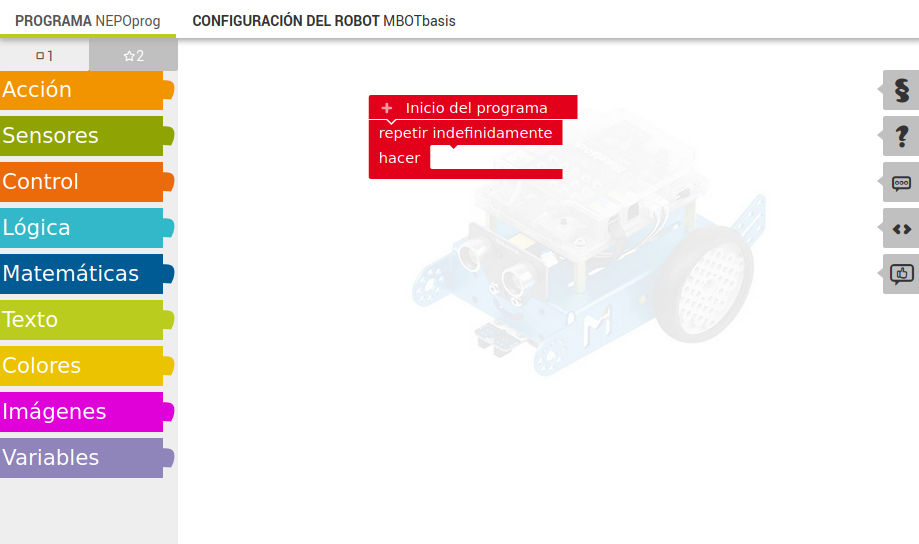 PROGRAMA NEPOprog
CONFIGURACIÓN DEL ROBOT MBOTbasis
1
2
Acción
Sensores
Control
Lógica
Matemáticas
Texto
Colores
Imágenes
Variables
+ Inicio del programa
repetir indefinidamente
hacer